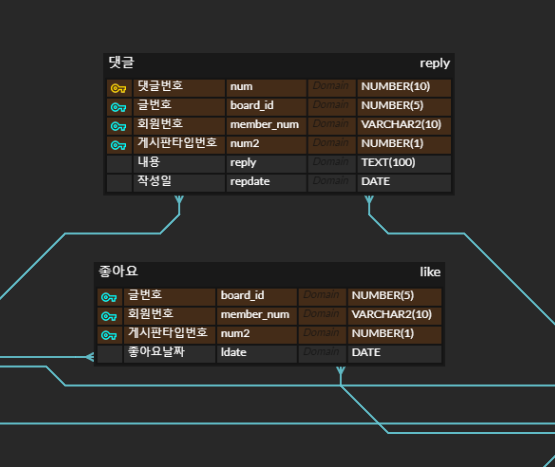 댓글 reply
댓글번호 num Domain NUMBER(10)
글번호 board_id Domain NUMBER(5)
회원번호 member_num Domain VARCHAR2(10)
게시판타입번호 num2 Domain NUMBER(1)
내용 reply Domain TEXT(100)
작성일 repdate Domain DATE
좋아요 like
글번호 board_id Domain NUMBER(5)
회원번호 member_num Domain VARCHAR2(10)
게시판타입번호 num2 Domain NUMBER(1)
좋아요날짜 ldate Domain DATE